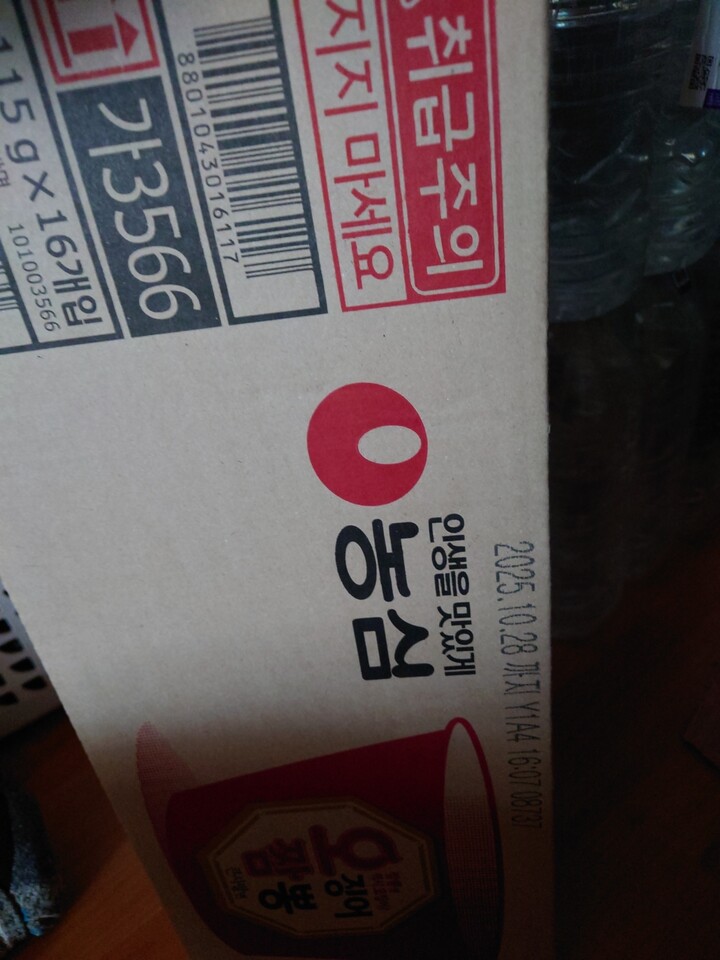 취급주의
지지 마세요
8801043016117
가3566
115g×16개입
101003566
인생을 맛있게
농심
2025.10.28 까지 Y1A4 16:07 08737
오징어
짬뽕